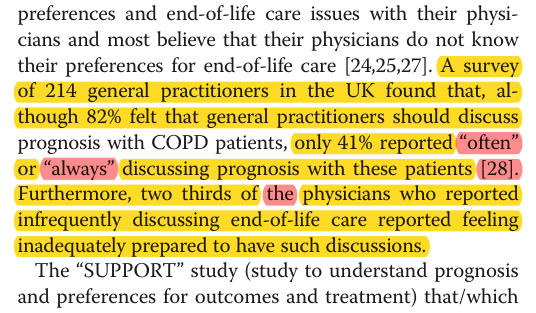 preferences and end-of-life care issues with their physi-
cians and most believe that their physicians do not know
their preferences for end-of-life care [24,25,27]. A survey
of 214 general practitioners in the UK found that, al-
though 82% felt that general practitioners should discuss
prognosis with COPD patients, only 41% reported “often”
or “always” discussing prognosis with these patients [28].
Furthermore, two thirds of the physicians who reported
infrequently discussing end-of-life care reported feeling
inadequately prepared to have such discussions.
The “SUPPORT” study (study to understand prognosis
and preferences for outcomes and treatment) that/which